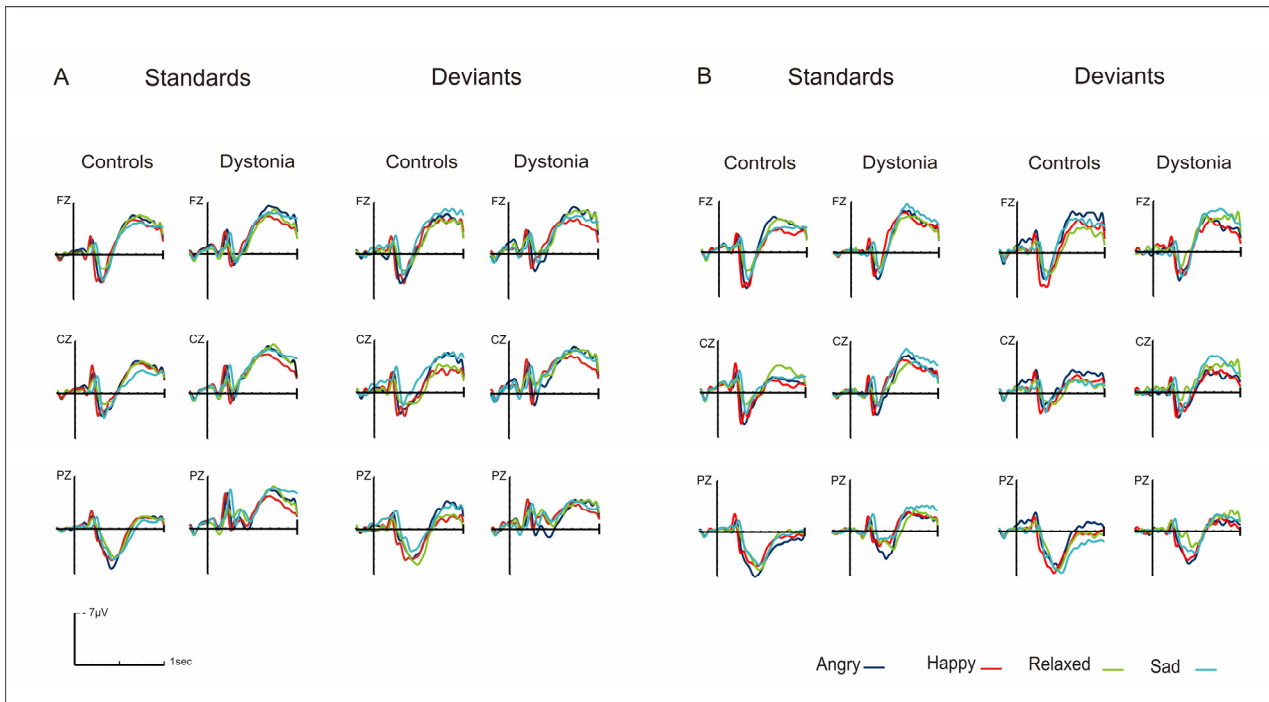 A Standards Deviants B Standards Deviants
Controls Dystonia Controls Dystonia Controls Dystonia Controls Dystonia
FZ FZ FZ FZ FZ FZ FZ FZ
CZ CZ CZ CZ CZ CZ CZ CZ
PZ PZ PZ PZ PZ PZ PZ PZ
- 7µV
1sec
Angry Happy Relaxed Sad